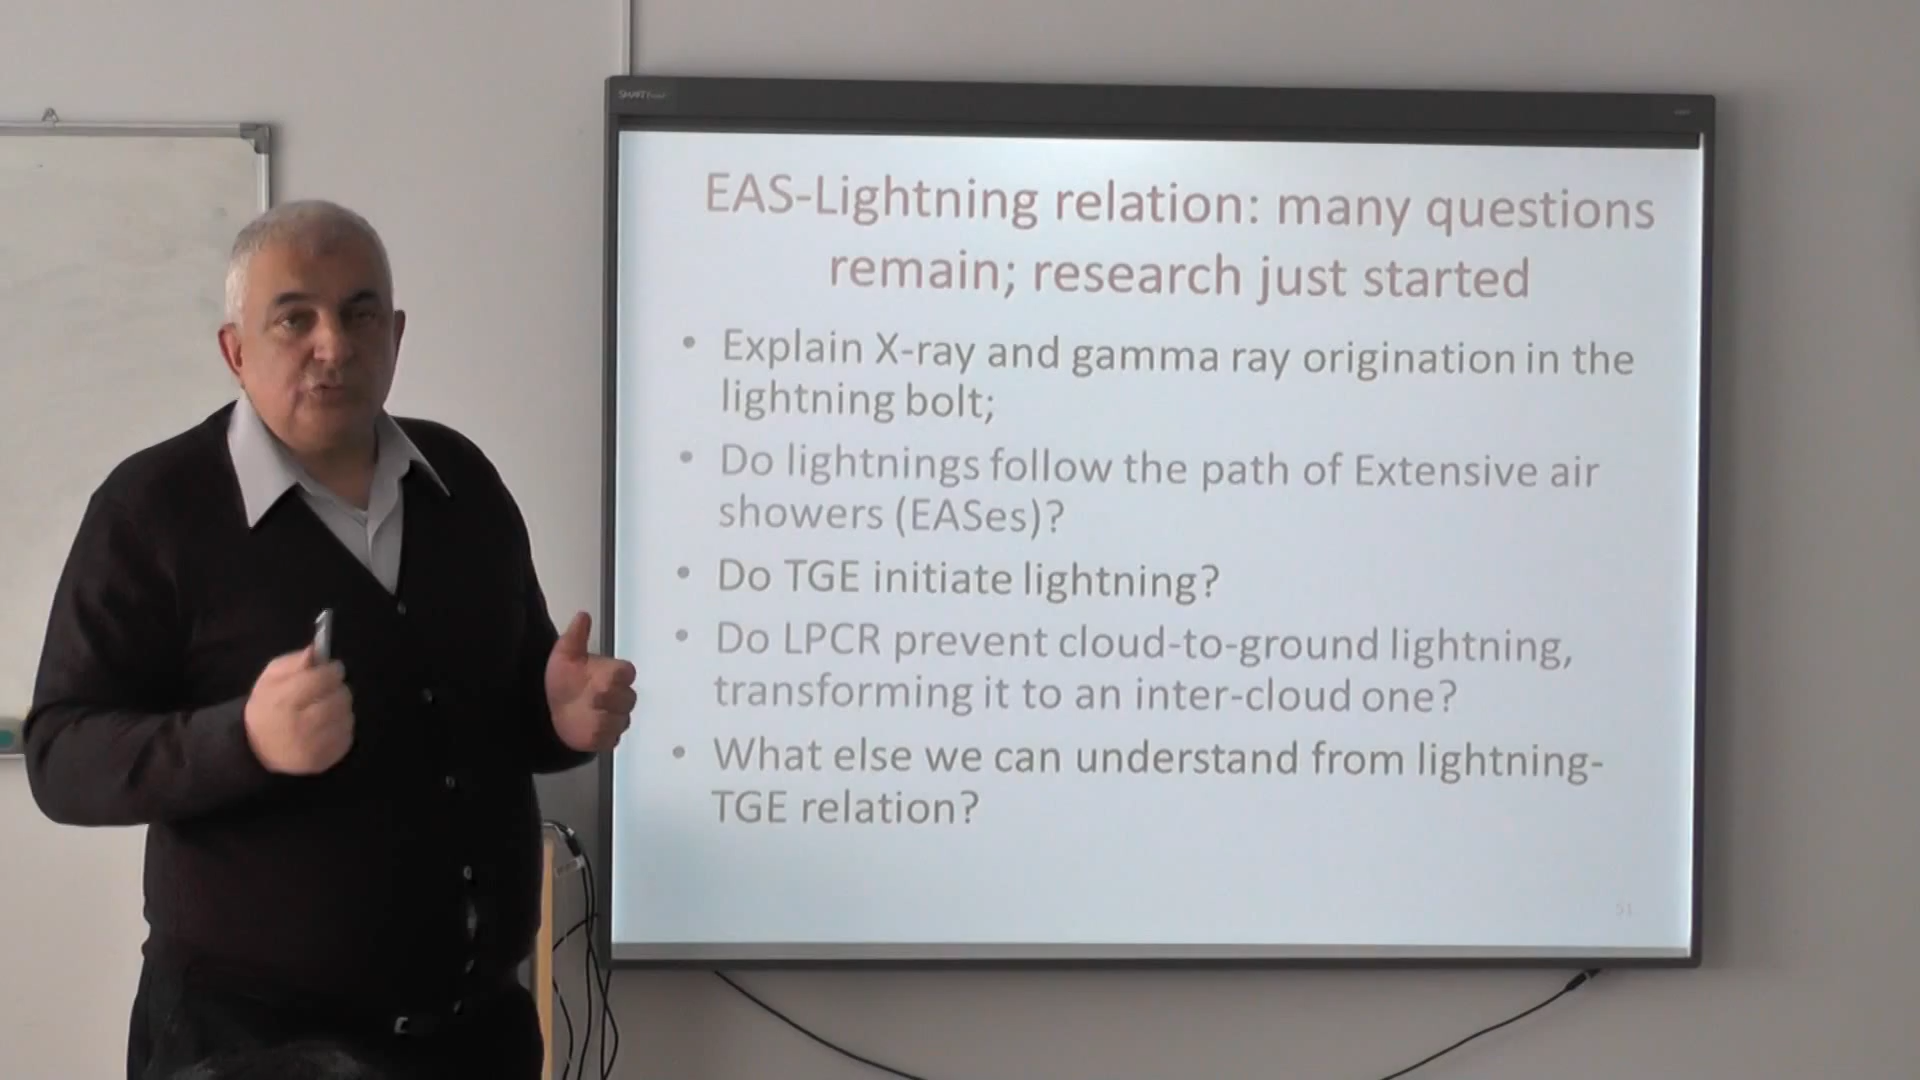 SMART
EAS-Lightning relation: many questions
remain; research just started
• Explain X-ray and gamma ray origination in the
lightning bolt;
• Do lightnings follow the path of Extensive air
showers (EASes)?
• Do TGE initiate lightning?
• Do LPCR prevent cloud-to-ground lightning,
transforming it to an inter-cloud one?
• What else we can understand from lightning-
TGE relation?
51